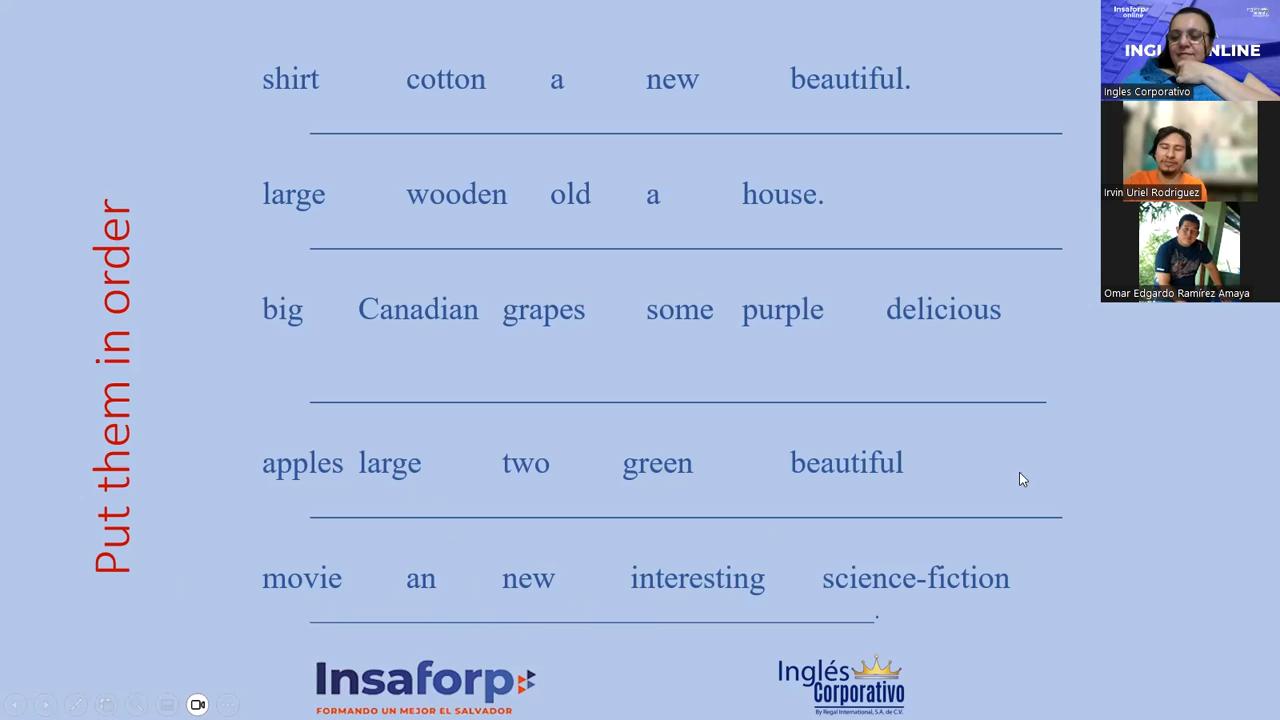 shirt cotton a new beautiful.
large wooden old a house.
big Canadian grapes some purple delicious
apples large two green beautiful
movie an new interesting science-fiction
.
Put them in order
Insaforp
FORMANDO UN MEJOR EL SALVADOR
Inglés
Corporativo
By Regal International, S.A. de C.V.
Insaforp
online
Ingles Corporativo
Irvin Uriel Rodriguez
Omar Edgardo Ramírez Amaya